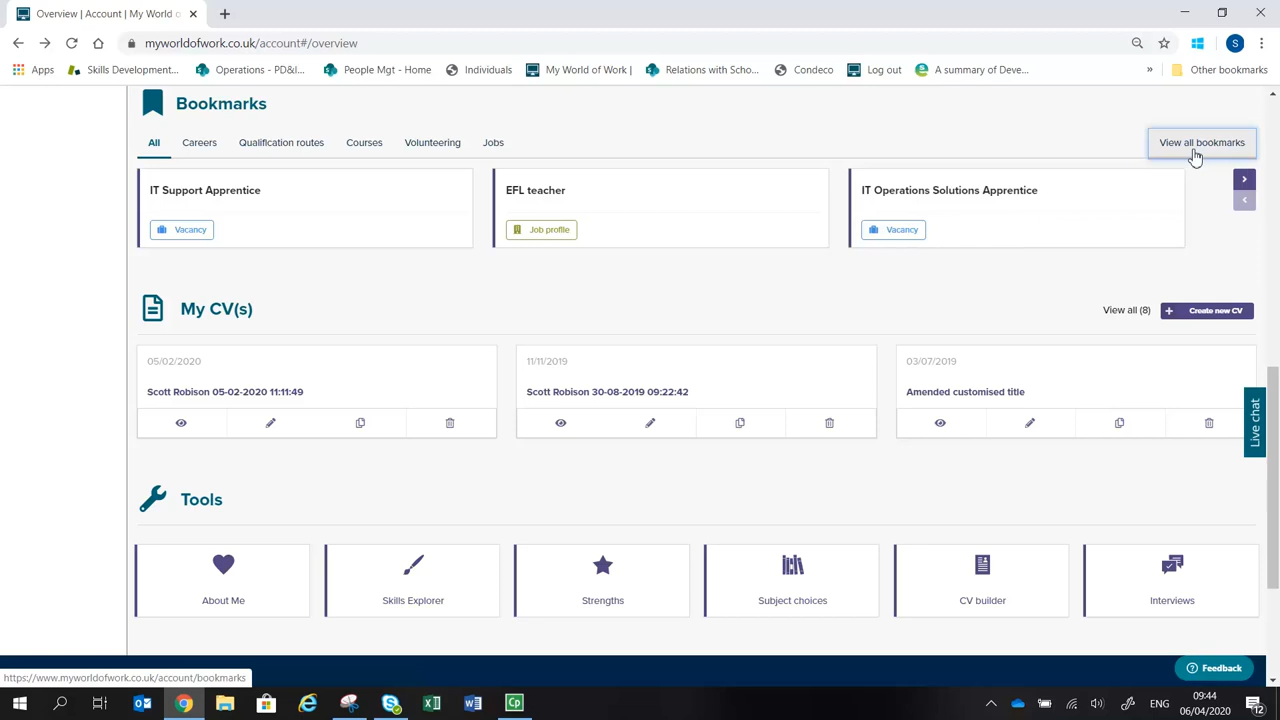 Overview | Account | My World o
myworldofwork.co.uk/account#/overview
S
Apps
Skills Development...
Operations - PD&I...
People Mgt - Home
Individuals
My World of Work |
Relations with Scho...
Condeco
Log out
A summary of Deve...
»
Other bookmarks
Bookmarks
All
Careers
Qualification routes
Courses
Volunteering
Jobs
View all bookmarks
IT Support Apprentice
EFL teacher
IT Operations Solutions Apprentice
Vacancy
Job profile
Vacancy
My CV(s)
View all (8)
Create new CV
05/02/2020
11/11/2019
03/07/2019
Scott Robison 05-02-2020 11:11:49
Scott Robison 30-08-2019 09:22:42
Amended customised title
Live chat
Tools
About Me
Skills Explorer
Strengths
Subject choices
CV builder
Interviews
Feedback
https://www.myworldofwork.co.uk/account/bookmarks
ENG
09:44
06/04/2020
12